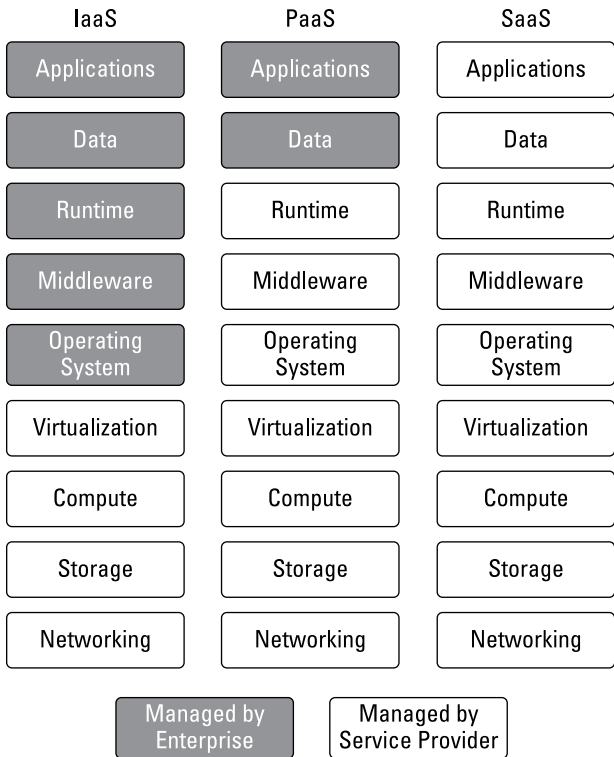 IaaS PaaS SaaS
Applications Applications Applications
Data Data Data
Runtime Runtime Runtime
Middleware Middleware Middleware
Operating Operating Operating
System System System
Virtualization Virtualization Virtualization
Compute Compute Compute
Storage Storage Storage
Networking Networking Networking
Managed by Managed by
Enterprise Service Provider